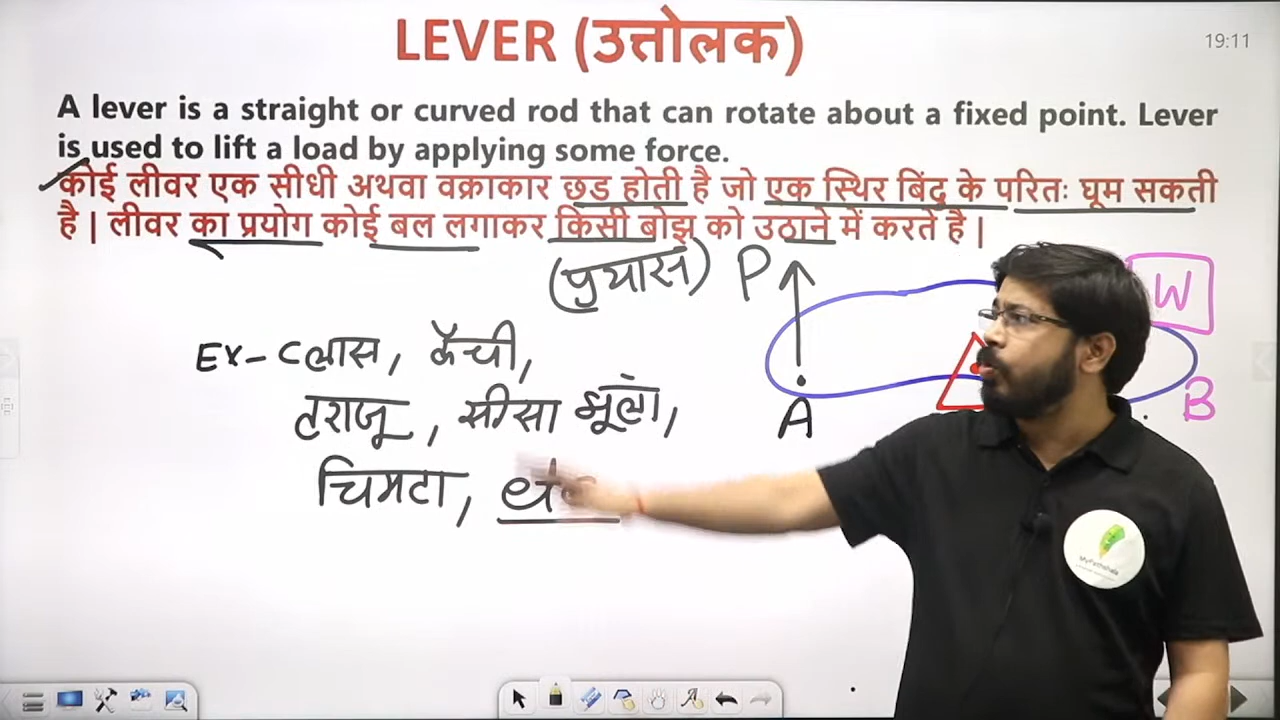 LEVER (उत्तोलक)
19:11
A lever is a straight or curved rod that can rotate about a fixed point. Lever
is used to lift a load by applying some force.
कोई लीवर एक सीधी अथवा वक्राकार छड होती है जो एक स्थिर बिंदु के परितः घूम सकती
है | लीवर का प्रयोग कोई बल लगाकर किसी बोझ को उठाने में करते है |
(प्रयास) P
W
Ex- प्लास, कैंची,
तराजू, सीसा झूला,
A
B
चिमटा,
MyPathshala